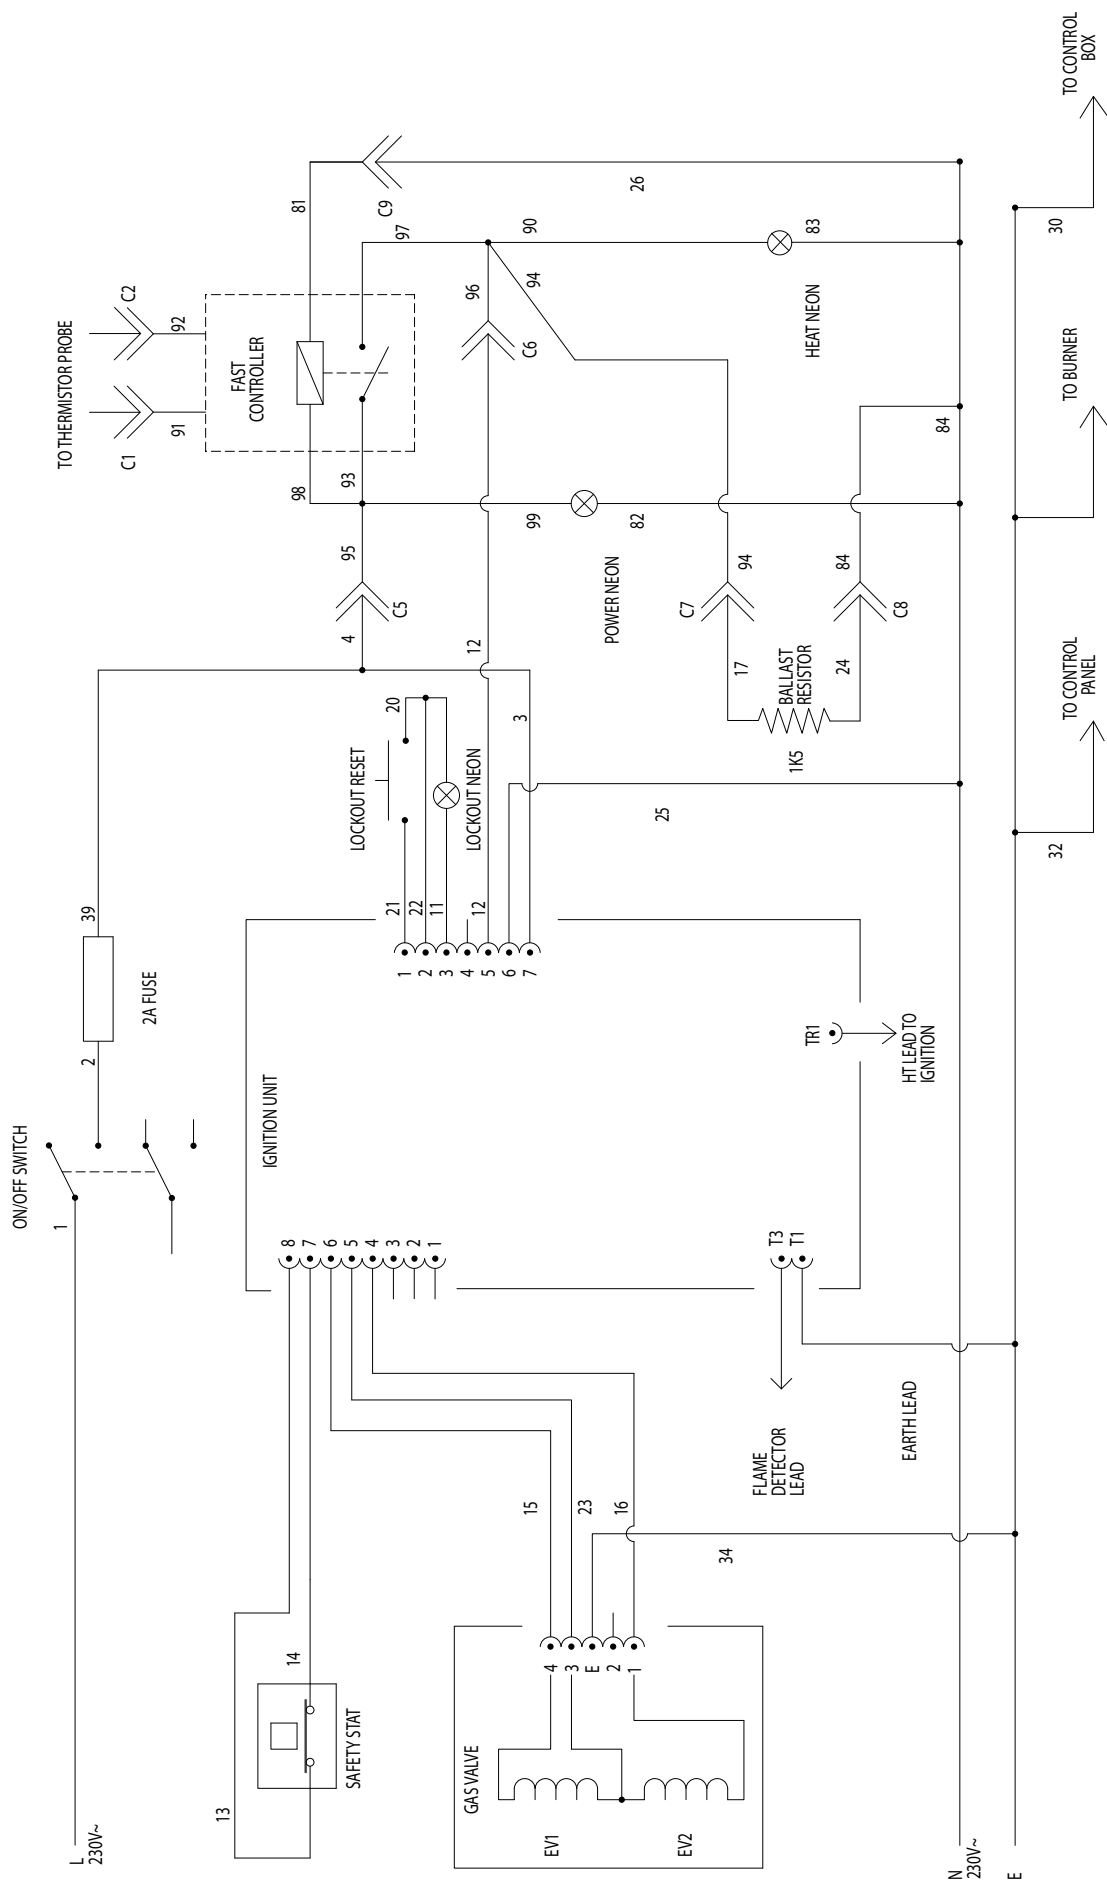 ON/OFF SWITCH
1
L
230V~
2
39
2A FUSE
TO THERMISTOR PROBE
C1
C2
91
92
FAST
CONTROLLER
98
81
93
97
C9
26
13
14
SAFETY STAT
IGNITION UNIT
8
7
6
5
4
3
2
1
LOCKOUT RESET
20
21
22
11
12
LOCKOUT NEON
1
2
3
4
5
6
7
4
95
C5
12
3
96
C6
90
94
83
HEAT NEON
99
82
POWER NEON
GAS VALVE
EV1
EV2
4
3
E
2
1
15
23
16
34
25
C7
94
17
BALLAST
RESISTOR
1K5
24
84
C8
84
T3
T1
FLAME
DETECTOR
LEAD
EARTH LEAD
TR1
HT LEAD TO
IGNITION
N
230V~
E
32
30
TO CONTROL
PANEL
TO BURNER
TO CONTROL
BOX